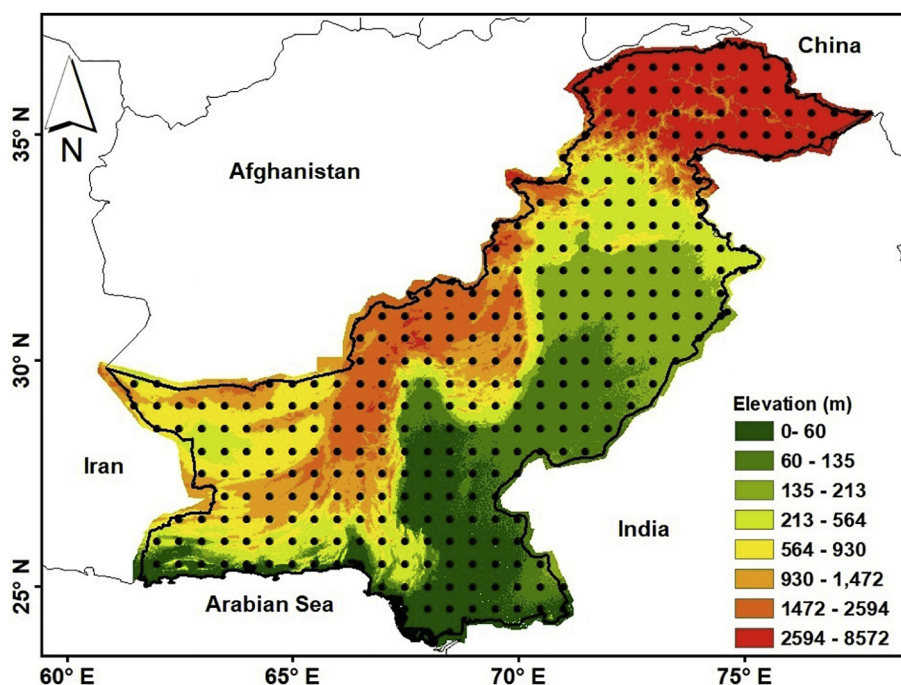 China
35° N
N
Afghanistan
30° N
Iran
India
Arabian Sea
25° N
Elevation (m)
0- 60
60 - 135
135 - 213
213 - 564
564 - 930
930 - 1,472
1472 - 2594
2594 - 8572
60° E
65° E
70° E
75° E